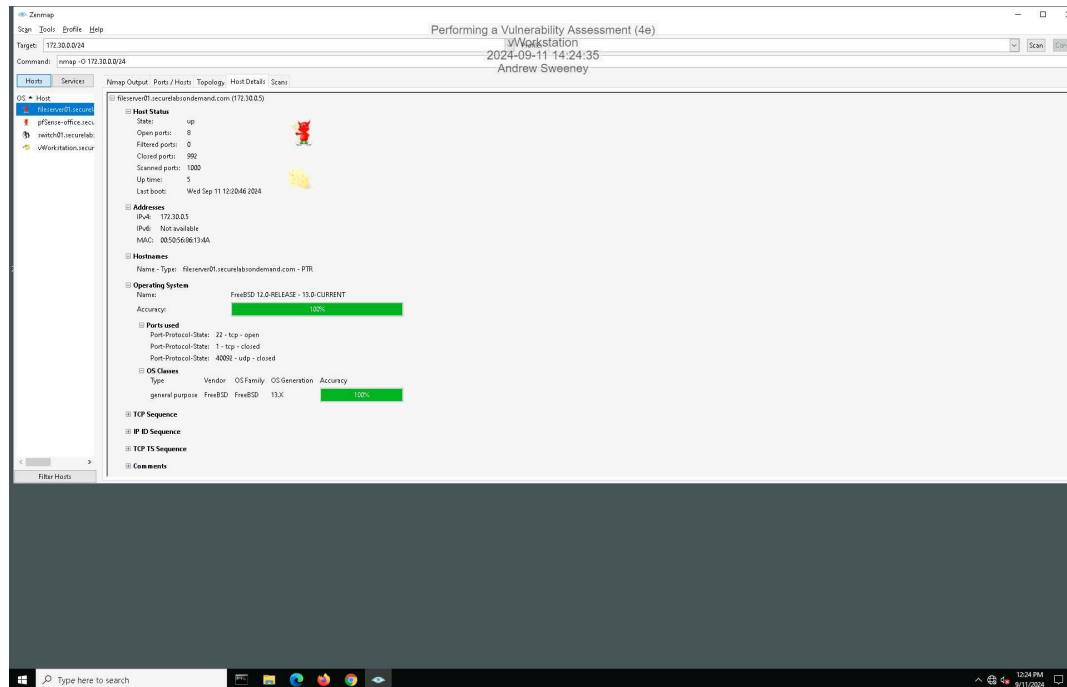 Zenmap
Scan Tools Profile Help
Performing a Vulnerability Assessment (4e)
vWorkstation
2024-09-11 14:24:35
Andrew Sweeney
Target: 172.30.0.0/24
Scan
Command: nmap -O 172.30.0.0/24
Hosts Services
Nmap Output Ports / Hosts Topology Host Details Scans
OS Host
fileserver01.securel
pfSense-office.secu
switch01.securelab:
vWorkstation.secur
Filter Hosts
fileserver01.securelabsondemand.com (172.30.0.5)
Host Status
State: up
Open ports: 8
Filtered ports: 0
Closed ports: 992
Scanned ports: 1000
Up time: 5
Last boot: Wed Sep 11 12:20:46 2024
Addresses
IPv4: 172.30.0.5
IPv6: Not available
MAC: 00:50:56:86:13:4A
Hostnames
Name - Type: fileserver01.securelabsondemand.com - PTR
Operating System
Name: FreeBSD 12.0-RELEASE - 13.0-CURRENT
Accuracy: 100%
Ports used
Port-Protocol-State: 22 - tcp - open
Port-Protocol-State: 1 - tcp - closed
Port-Protocol-State: 40092 - udp - closed
OS Classes
Type Vendor OS Family OS Generation Accuracy
general purpose FreeBSD FreeBSD 13.X 100%
TCP Sequence
IP ID Sequence
TCP TS Sequence
Comments
Type here to search
12:24 PM
9/11/2024